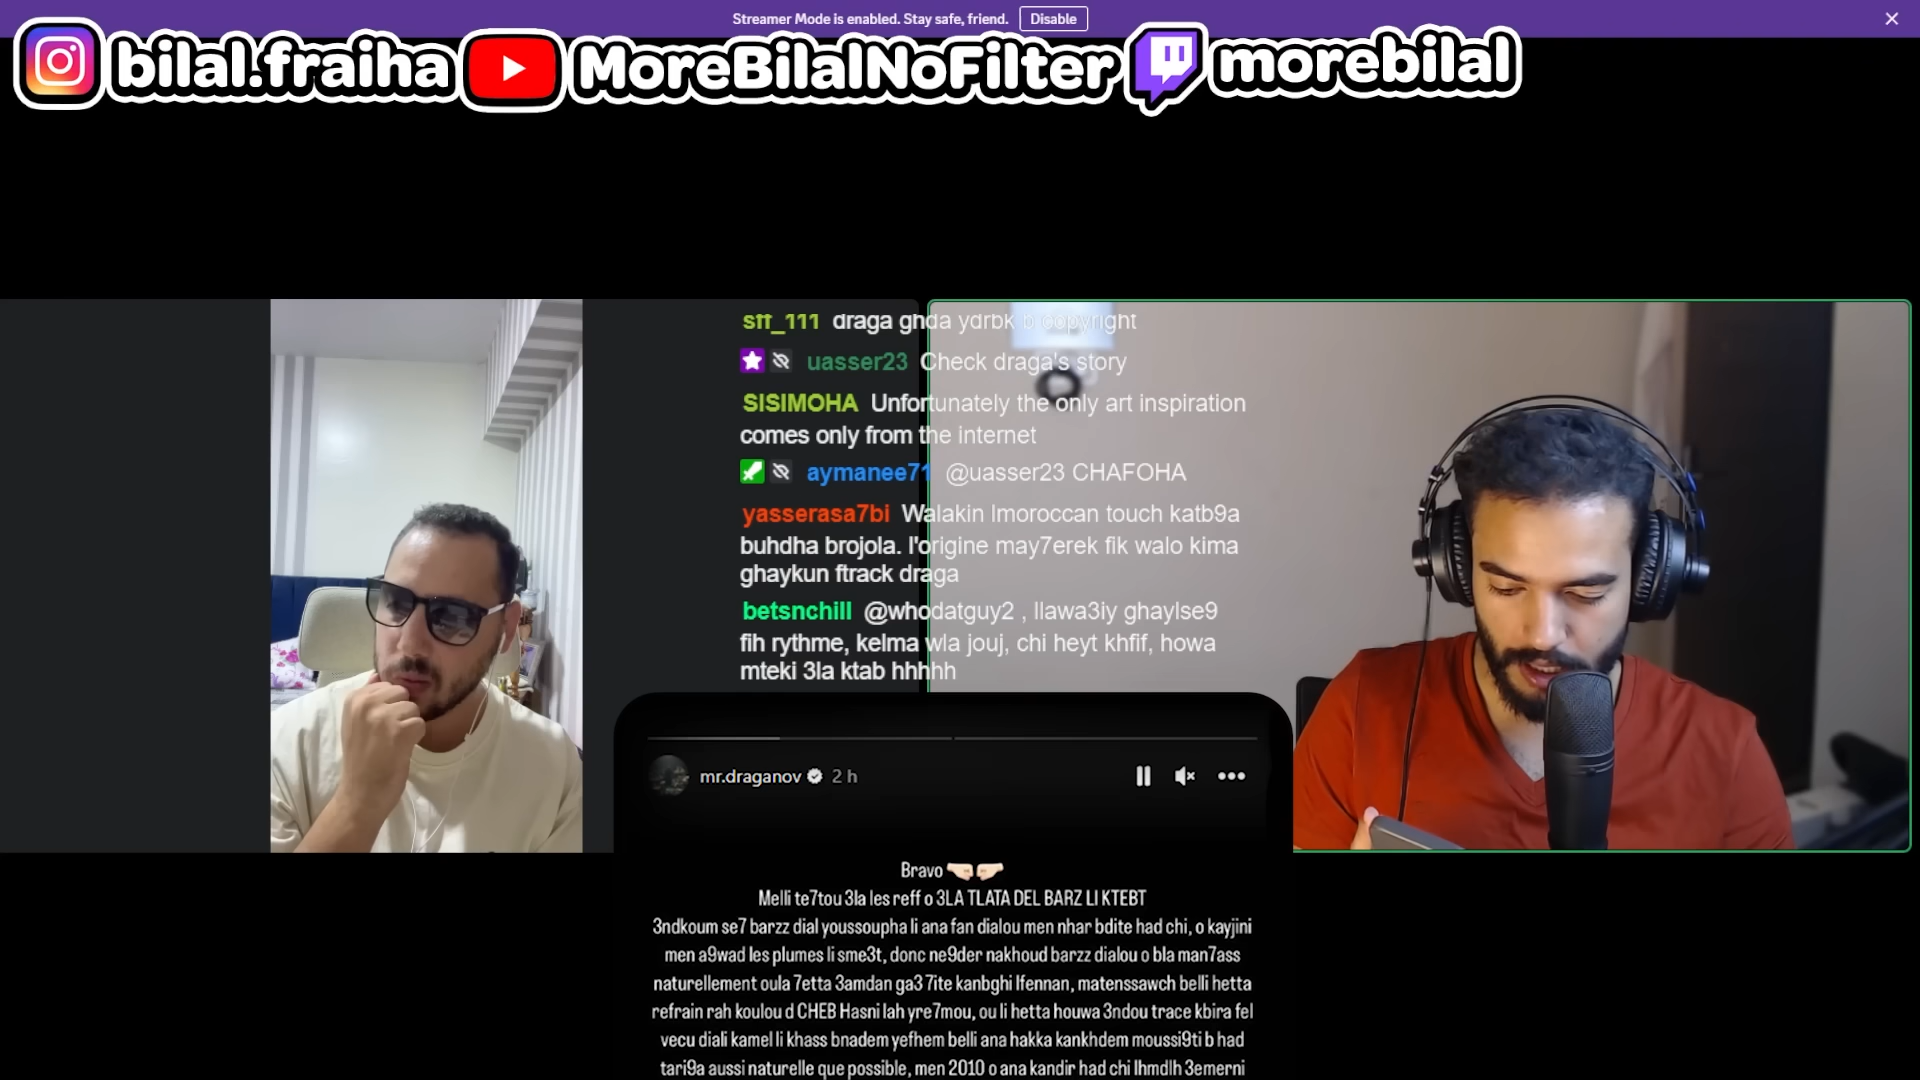 Streamer Mode is enabled. Stay safe, friend. Disable
bilal.fraiha MoreBilalNoFilter morebilal
stf_111 draga ghda ydrbk b copyright
uasser23 Check draga's story
SISIMOHA Unfortunately the only art inspiration
comes only from the internet
aymanee71 @uasser23 CHAFOHA
yasserasa7bi Walakin lmoroccan touch katb9a
buhdha brojola. l'origine may7erek fik walo kima
ghaykun ftrack draga
betsnchill @whodatguy2 , llawa3iy ghaylse9
fih rythme, kelma wla jouj, chi heyt khfif, howa
mteki 3la ktab hhhhh
mr.draganov 2 h
Bravo 🤜🏻🤛🏻
Melli te7tou 3la les reff o 3LA TLATA DEL BARZ LI KTEBT
3ndkoum se7 barzz dial youssoupha li ana fan dialou men nhar bdite had chi, o kayjini
men a9wad les plumes li sme3t, donc ne9der nakhoud barzz dialou o bla man7ass
naturellement oula 7etta 3amdan ga3 7ite kanbghi lfennan, matenssawch belli hetta
refrain rah koulou d CHEB Hasni lah yre7mou, ou li hetta houwa 3ndou trace kbira fel
vecu diali kamel li khass bnadem yefhem belli ana hakka kankhdem moussi9ti b had
tari9a aussi naturelle que possible, men 2010 o ana kandir had chi lhmdlh 3emerni